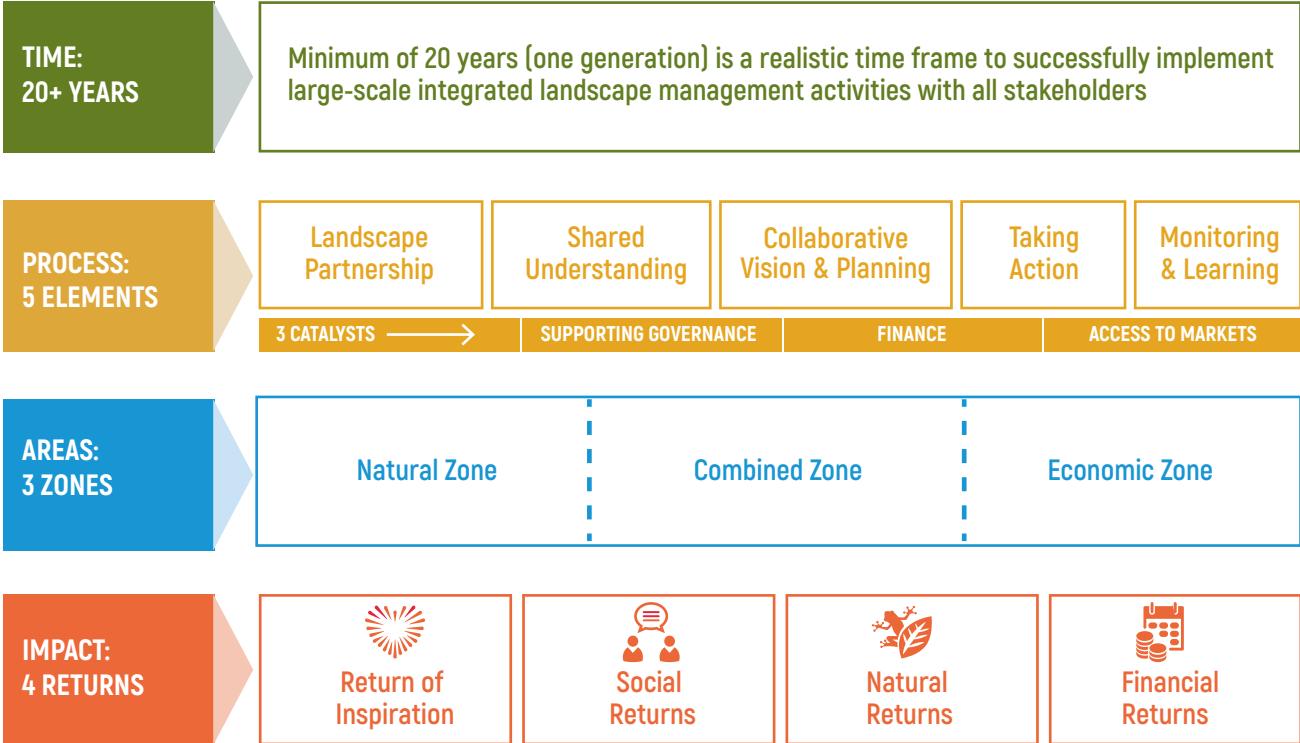 TIME:
20+ YEARS
Minimum of 20 years (one generation) is a realistic time frame to successfully implement
large-scale integrated landscape management activities with all stakeholders
PROCESS:
5 ELEMENTS
Landscape
Partnership
Shared
Understanding
Collaborative
Vision & Planning
Taking
Action
Monitoring
& Learning
3 CATALYSTS
SUPPORTING GOVERNANCE
FINANCE
ACCESS TO MARKETS
AREAS:
3 ZONES
Natural Zone
Combined Zone
Economic Zone
IMPACT:
4 RETURNS
Return of
Inspiration
Social
Returns
Natural
Returns
Financial
Returns